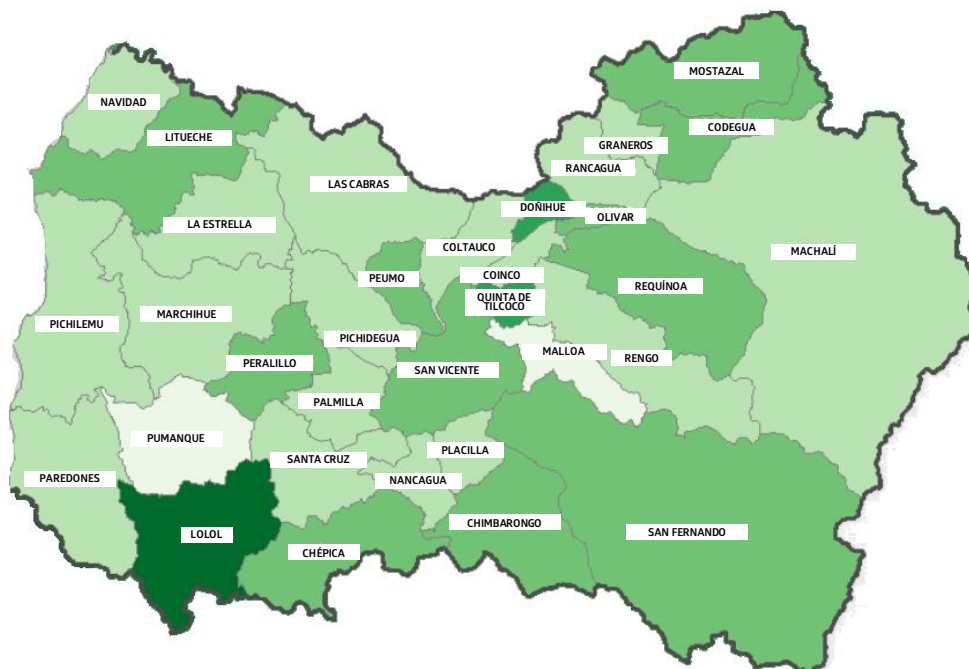 MOSTAZAL
NAVIDAD
CODEGUA
LITUECHE
GRANEROS
RANCAGUA
LAS CABRAS
DOÑIHUE
OLIVAR
LA ESTRELLA
COLTAUCO
MACHALÍ
COINCO
PEUMO
REQUÍNOA
QUINTA DE
TILCOCO
MARCHIHUE
PICHILEMU
PICHIDEGUA
MALLOA
RENGO
PERALILLO
SAN VICENTE
PALMILLA
PUMANQUE
PLACILLA
SANTA CRUZ
PAREDONES
NANCAGUA
CHIMBARONGO
SAN FERNANDO
LOLOL
CHÉPICA